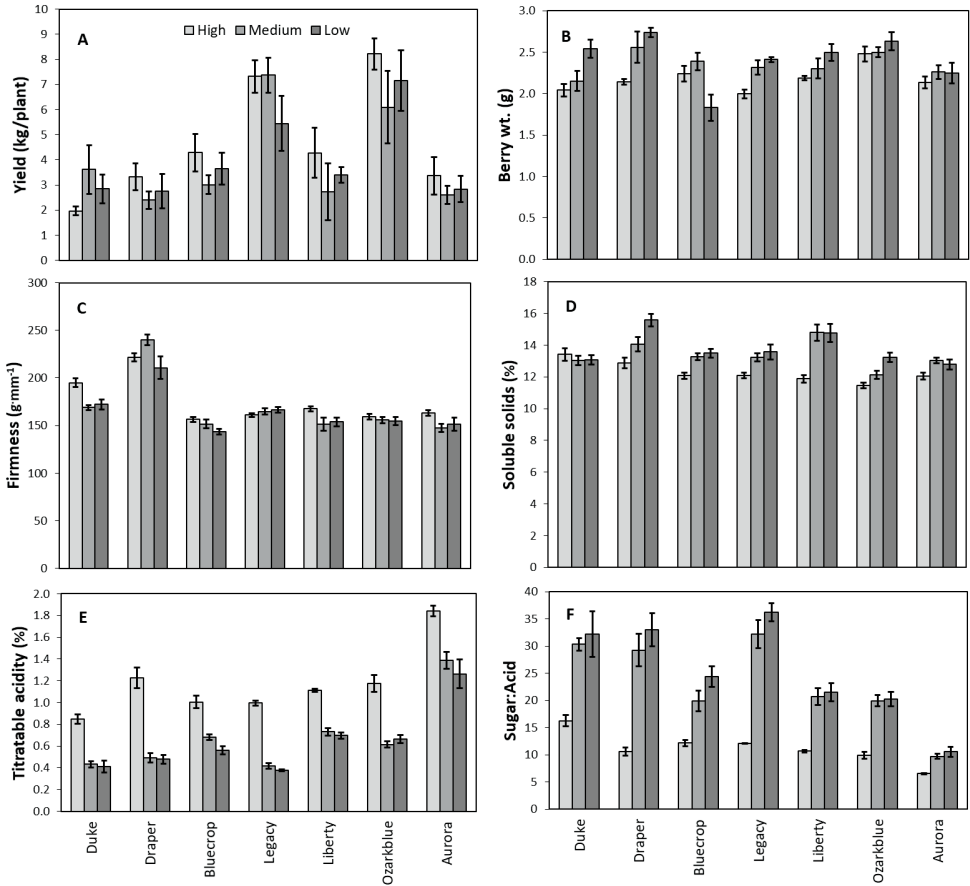 A
High Medium Low
Yield (kg/plant)
10
9
8
7
6
5
4
3
2
1
0
B
Berry wt. (g)
3.0
2.5
2.0
1.5
1.0
0.5
0.0
C
Firmness (g·mm⁻¹)
300
250
200
150
100
50
0
D
Soluble solids (%)
18
16
14
12
10
8
6
4
2
0
E
Titratable acidity (%)
2.0
1.8
1.6
1.4
1.2
1.0
0.8
0.6
0.4
0.2
0.0
Duke
Draper
Bluecrop
Legacy
Liberty
Ozarkblue
Aurora
F
Sugar:Acid
40
35
30
25
20
15
10
5
0
Duke
Draper
Bluecrop
Legacy
Liberty
Ozarkblue
Aurora